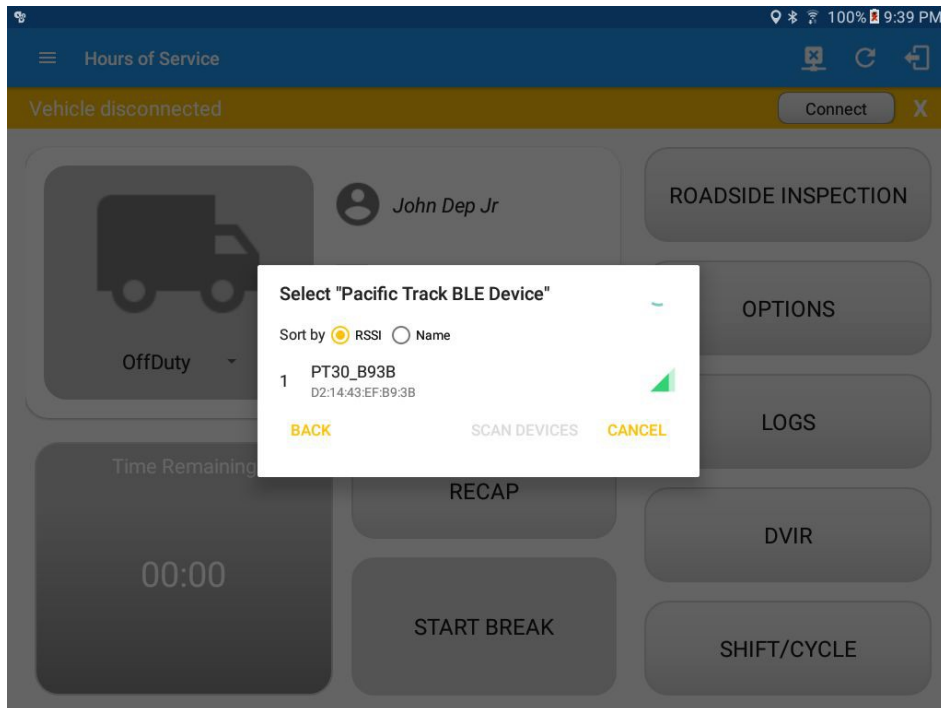 100% 9:39 PM
Hours of Service
Vehicle disconnected
Connect X
John Dep Jr
OffDuty
Select "Pacific Track BLE Device"
Sort by RSSI Name
1 PT30_B93B
D2:14:43:EF:B9:3B
BACK SCAN DEVICES CANCEL
Time Remaining
00:00
RECAP
START BREAK
ROADSIDE INSPECTION
OPTIONS
LOGS
DVIR
SHIFT/CYCLE